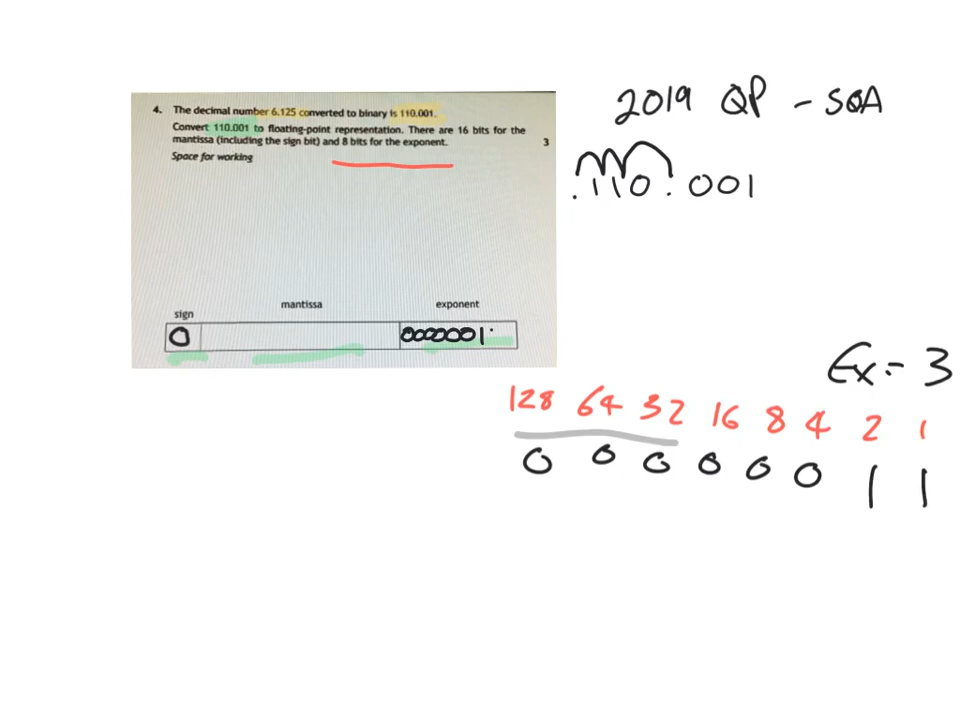 2019 QP - SQA
4. The decimal number 6.125 converted to binary is 110.001.
Convert 110.001 to floating-point representation. There are 16 bits for the
mantissa (including the sign bit) and 8 bits for the exponent. 3
Space for working
.110.001
sign mantissa exponent
0 0000001
Ex = 3
128 64 32 16 8 4 2 1
0 0 0 0 0 0 1 1